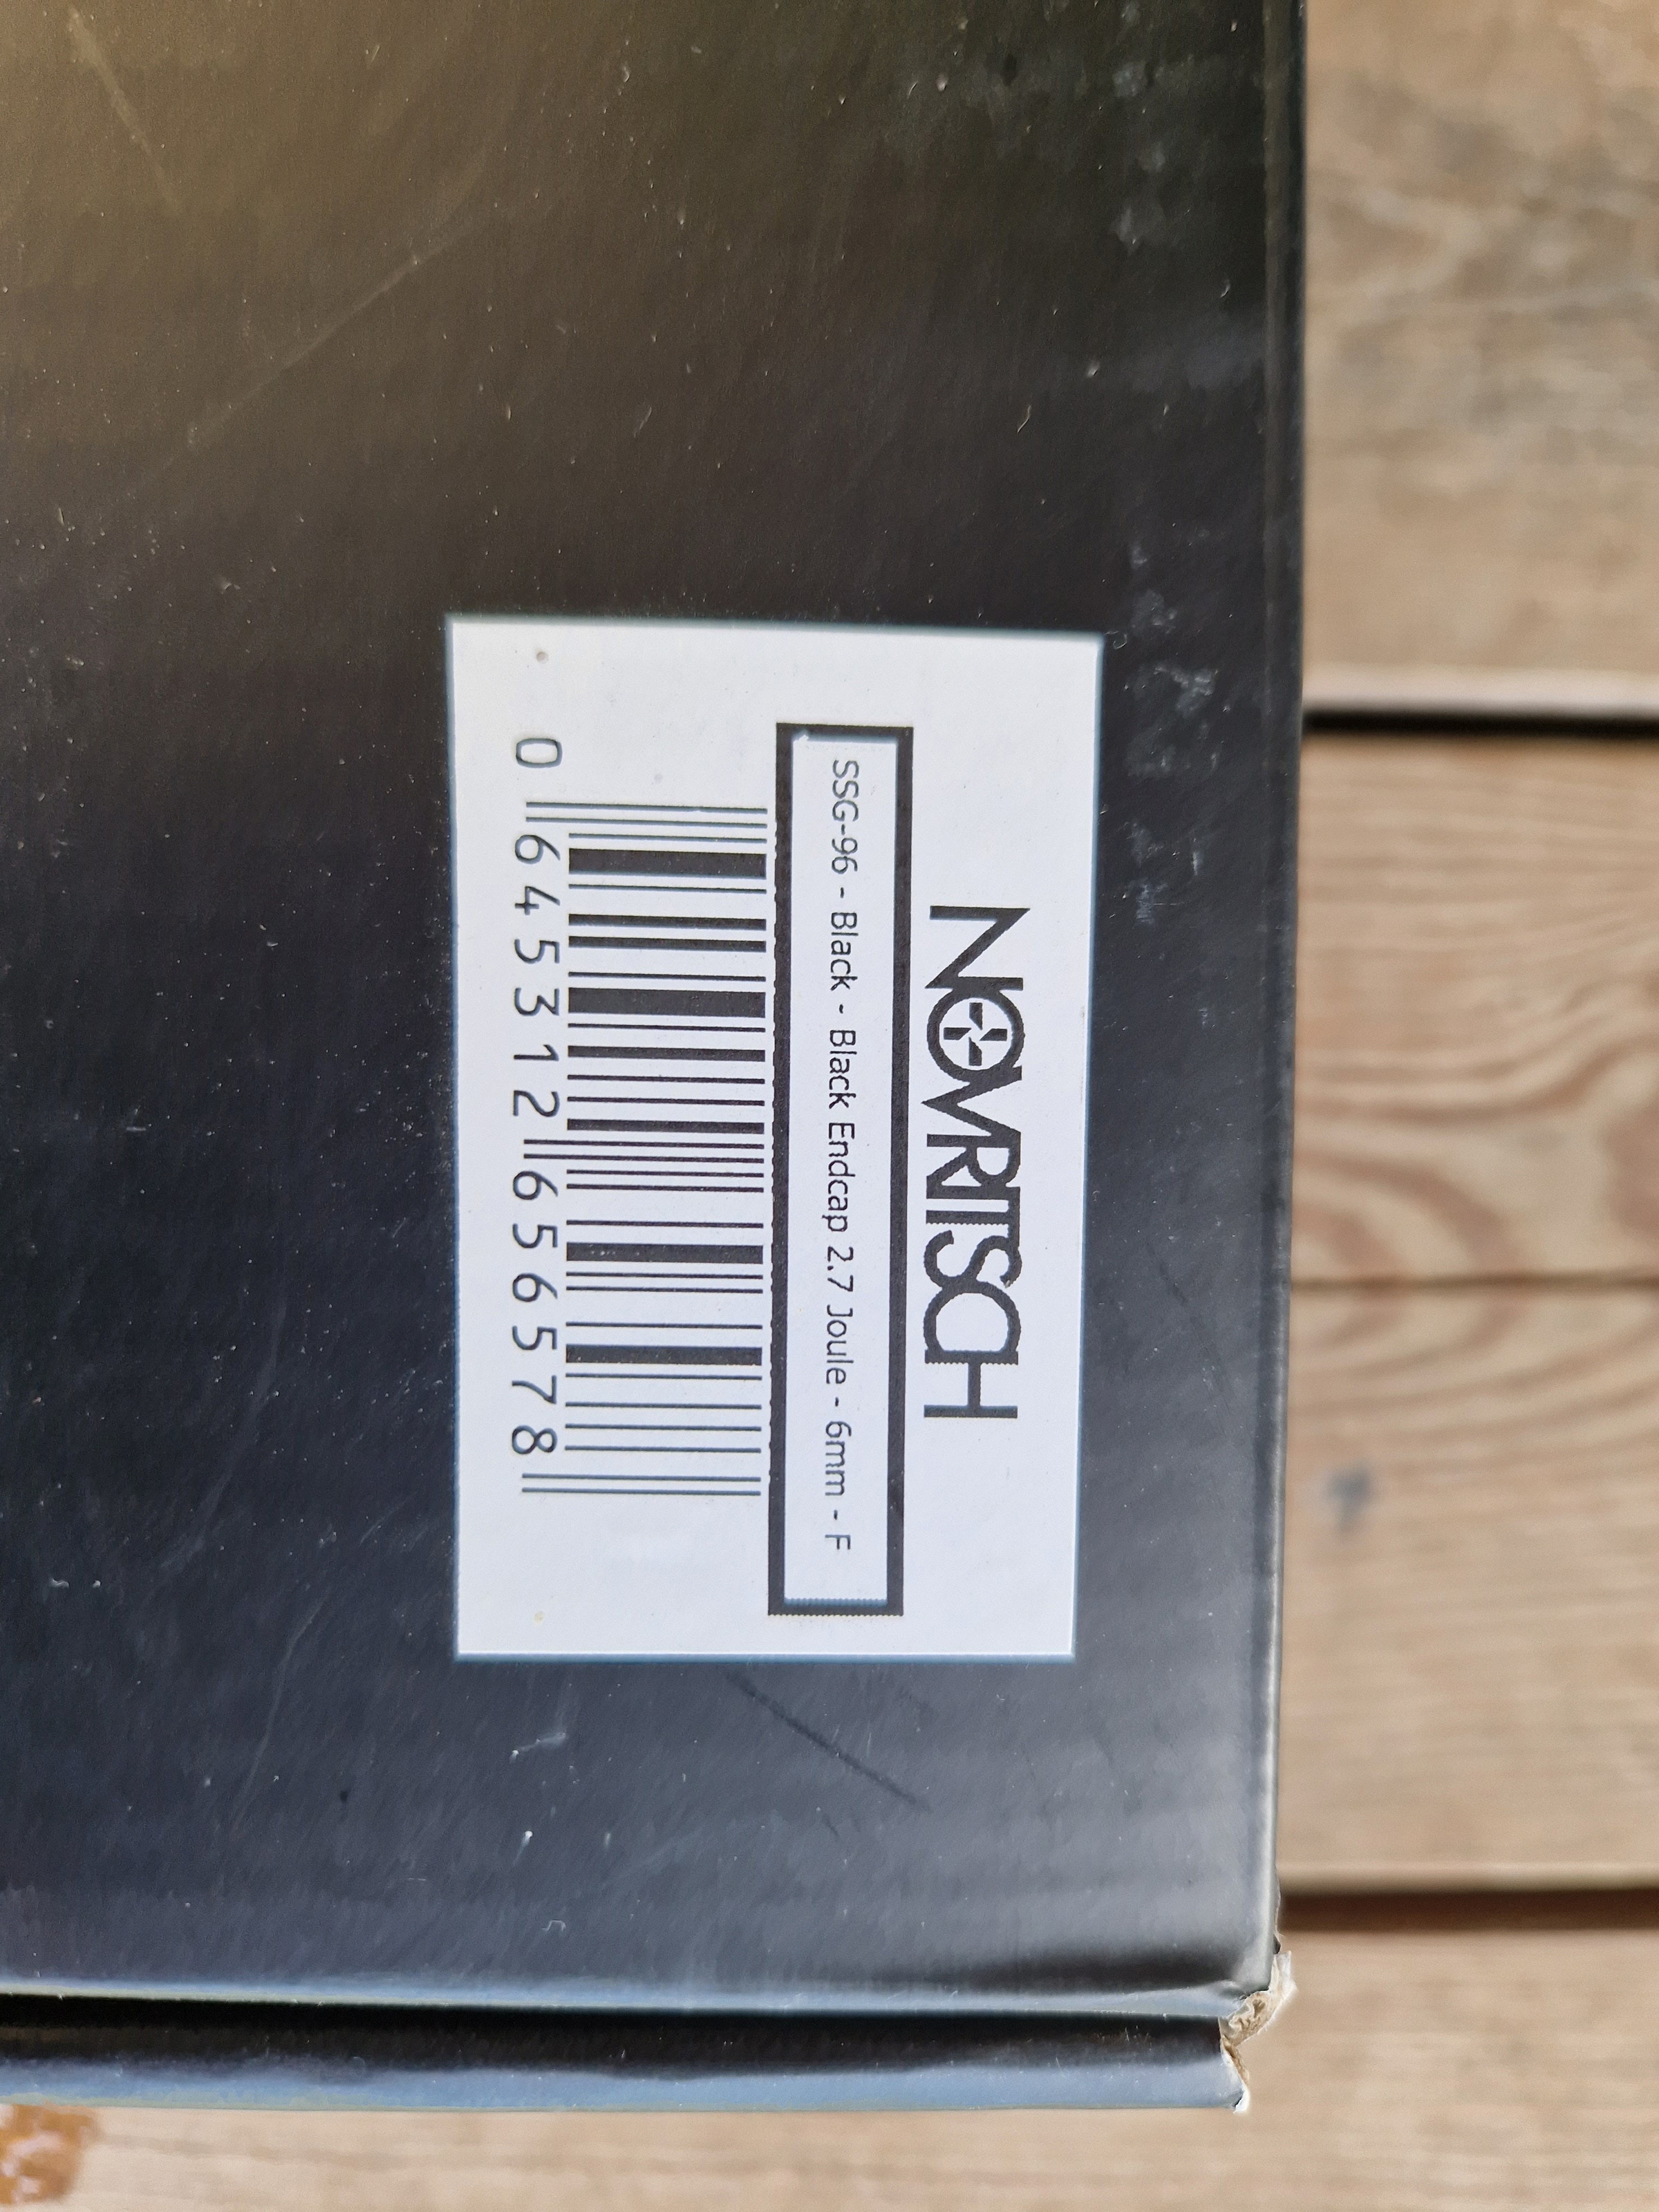 NOVRITSCH
SSG-96 - Black - Black Endcap 2.7 Joule - 6mm - F
0 645312 656578